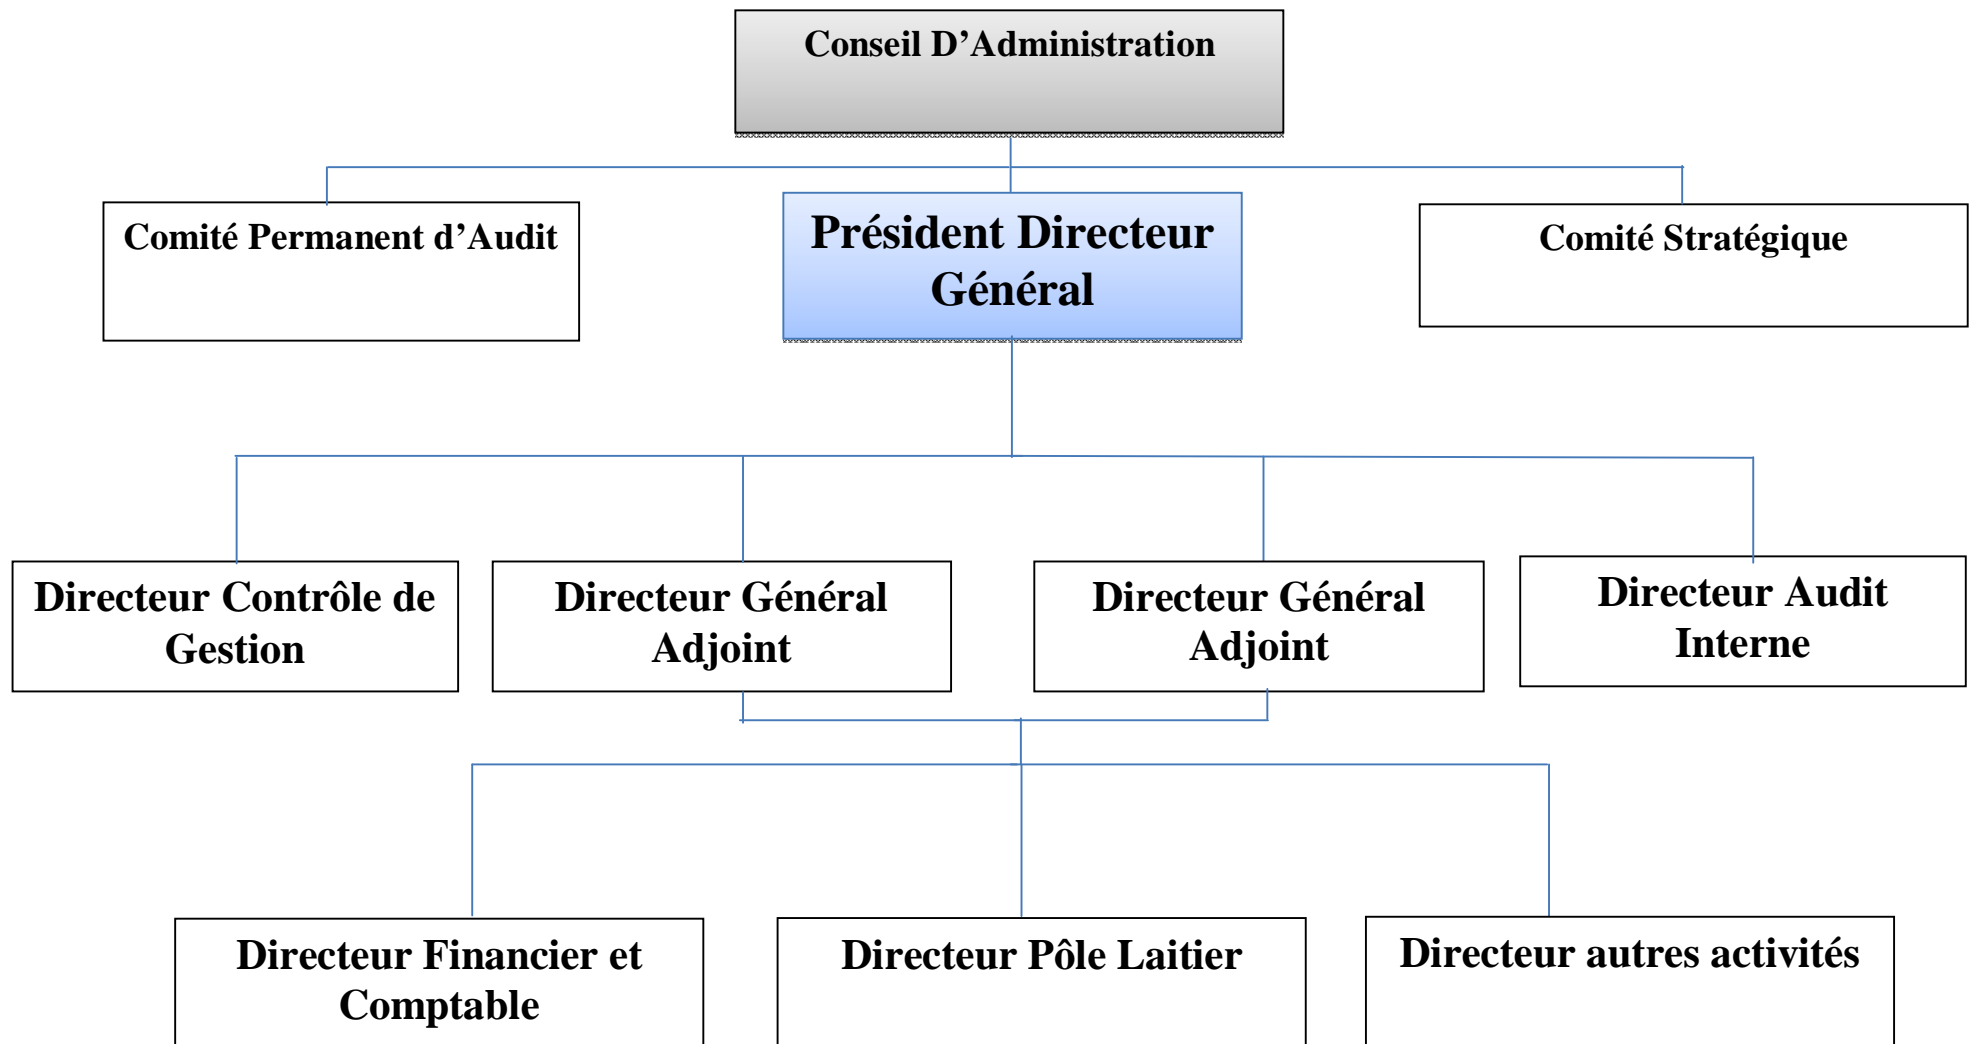 Conseil D’Administration
Comité Permanent d’Audit
Président Directeur
Général
Comité Stratégique
Directeur Contrôle de
Gestion
Directeur Général
Adjoint
Directeur Général
Adjoint
Directeur Audit
Interne
Directeur Financier et
Comptable
Directeur Pôle Laitier
Directeur autres activités